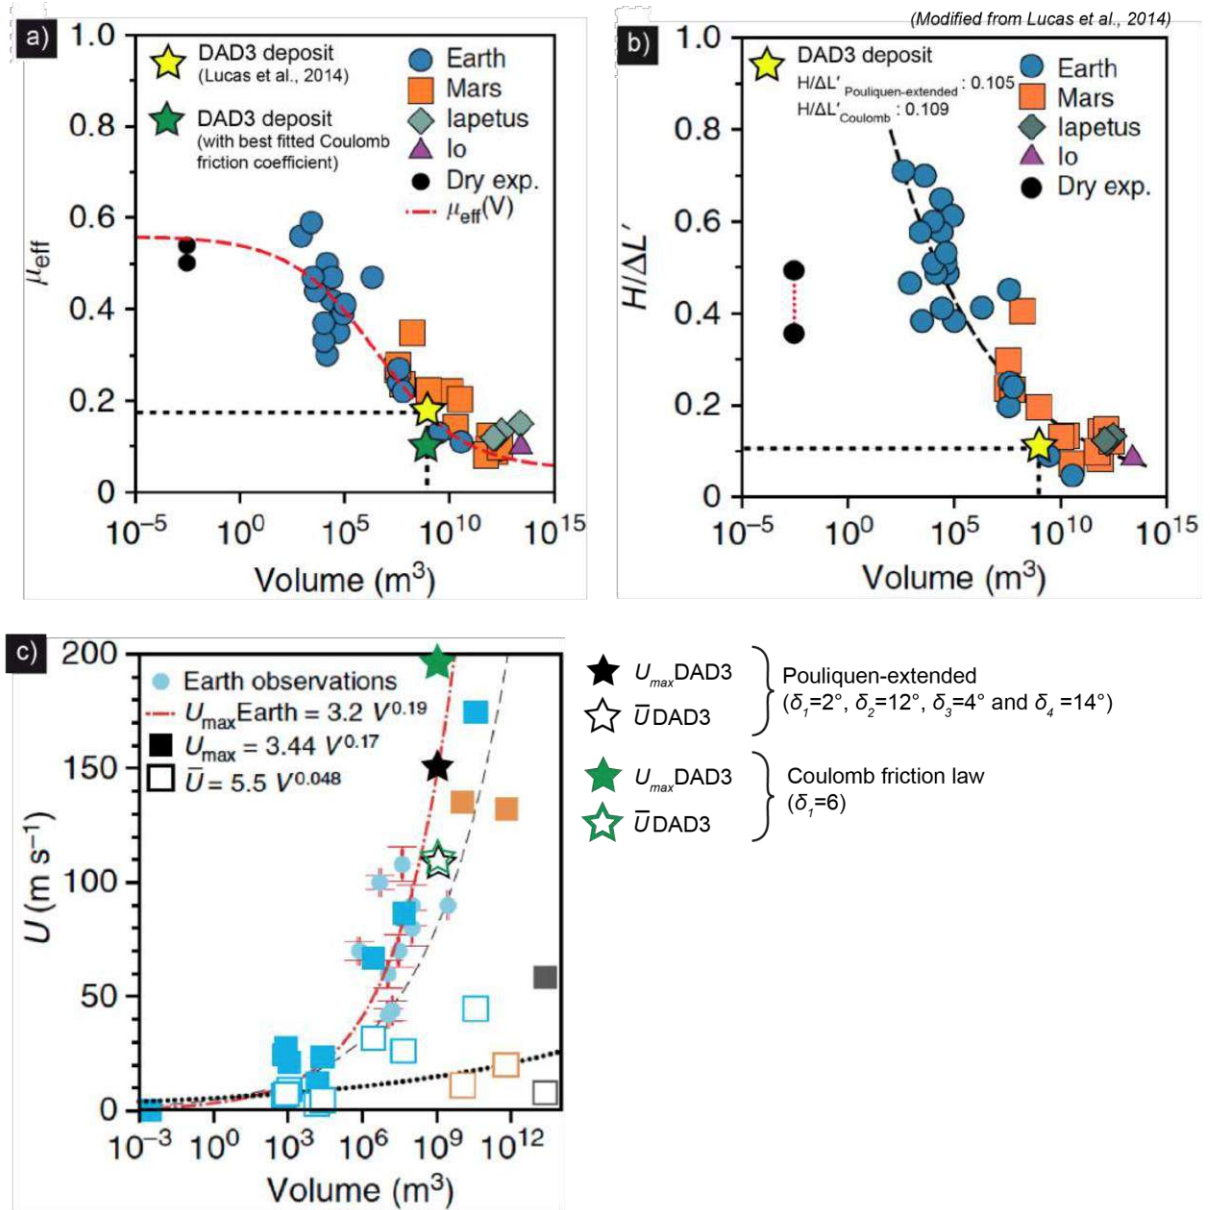 (Modified from Lucas et al., 2014)
a)
1.0
0.8
0.6
0.4
0.2
0
μeff
DAD3 deposit
(Lucas et al., 2014)
DAD3 deposit
(with best fitted Coulomb
friction coefficient)
Earth
Mars
Iapetus
Io
Dry exp.
μeff(V)
10⁻⁵ 10⁰ 10⁵ 10¹⁰ 10¹⁵
Volume (m³)
b)
1.0
0.8
0.6
0.4
0.2
0
H/ΔL′
DAD3 deposit
H/ΔL′ Pouliquen-extended : 0.105
H/ΔL′ Coulomb : 0.109
Earth
Mars
Iapetus
Io
Dry exp.
10⁻⁵ 10⁰ 10⁵ 10¹⁰ 10¹⁵
Volume (m³)
c)
200
150
100
50
0
U (m s⁻¹)
Earth observations
UmaxEarth = 3.2 V^0.19
Umax = 3.44 V^0.17
U̅ = 5.5 V^0.048
10⁻³ 10⁰ 10³ 10⁶ 10⁹ 10¹²
Volume (m³)
UmaxDAD3
U̅ DAD3
Pouliquen-extended
(δ₁=2°, δ₂=12°, δ₃=4° and δ₄ =14°)
UmaxDAD3
U̅ DAD3
Coulomb friction law
(δ₁=6)